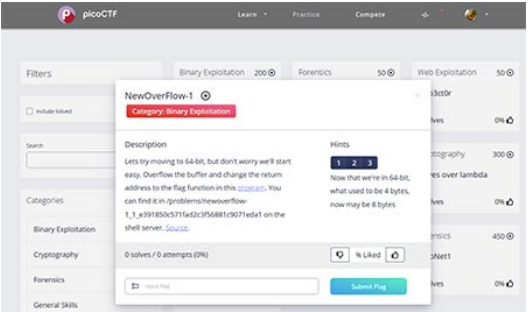 picoCTF
Learn
Practice
Compete
Filters
Include Solved
Search
Categories
Binary Exploitation
Cryptography
Forensics
General Skills
Binary Exploitation 200
Forensics 50
Web Exploitation 50
NewOverFlow-1
Category: Binary Exploitation
Description
Lets try moving to 64-bit, but don't worry we'll start
easy. Overflow the buffer and change the return
address to the flag function in this program. You
can find it in /problems/newoverflow-
1_1_e391850c571fad2c3f56881c9071eda1 on the
shell server. Source.
Hints
1 2 3
Now that we're in 64-bit,
what used to be 4 bytes,
now may be 8 bytes
0 solves / 0 attempts (0%)
% Liked
Input Flag
Submit Flag
p3ct0r
lves 0%
ptography 300
ves over lambda
lves 0%
ensics 450
oNet1
lves 0%